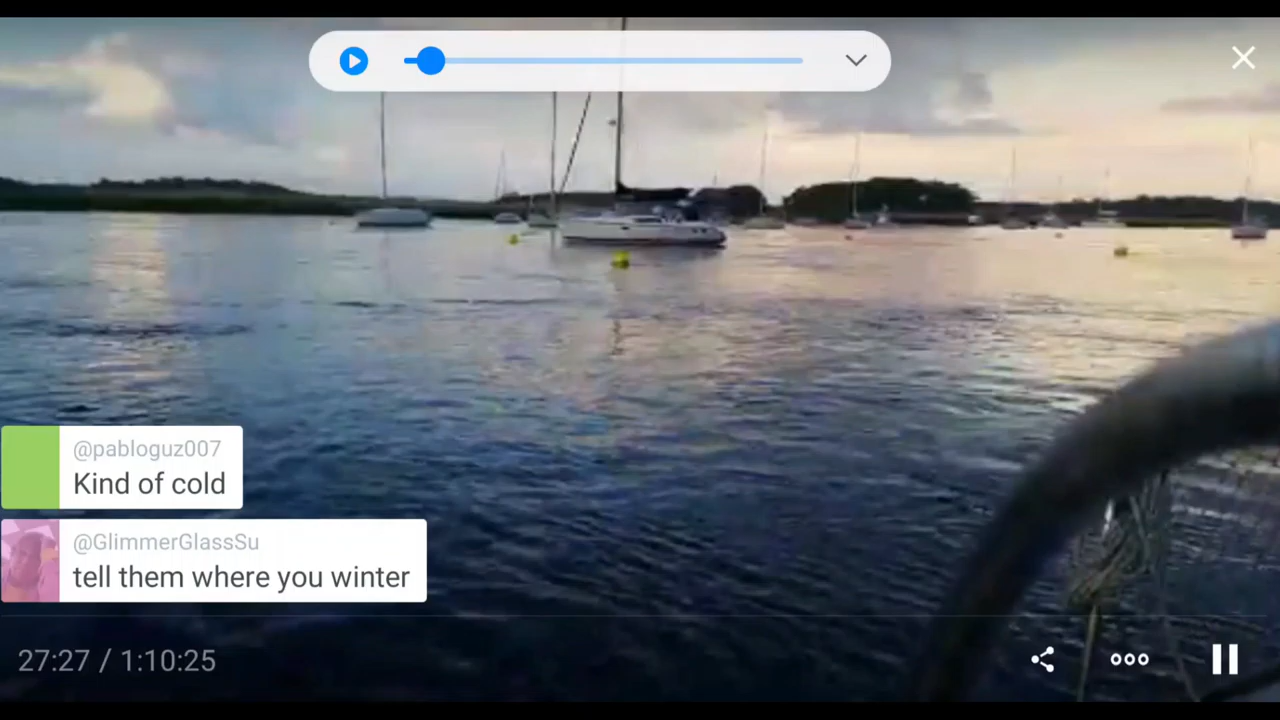 @pabloguz007
Kind of cold
@GlimmerGlassSu
tell them where you winter
27:27 / 1:10:25